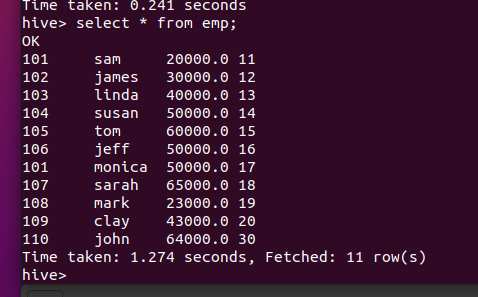 Time taken: 0.241 seconds
hive> select * from emp;
OK
101 sam 20000.0 11
102 james 30000.0 12
103 linda 40000.0 13
104 susan 50000.0 14
105 tom 60000.0 15
106 jeff 50000.0 16
101 monica 50000.0 17
107 sarah 65000.0 18
108 mark 23000.0 19
109 clay 43000.0 20
110 john 64000.0 30
Time taken: 1.274 seconds, Fetched: 11 row(s)
hive>